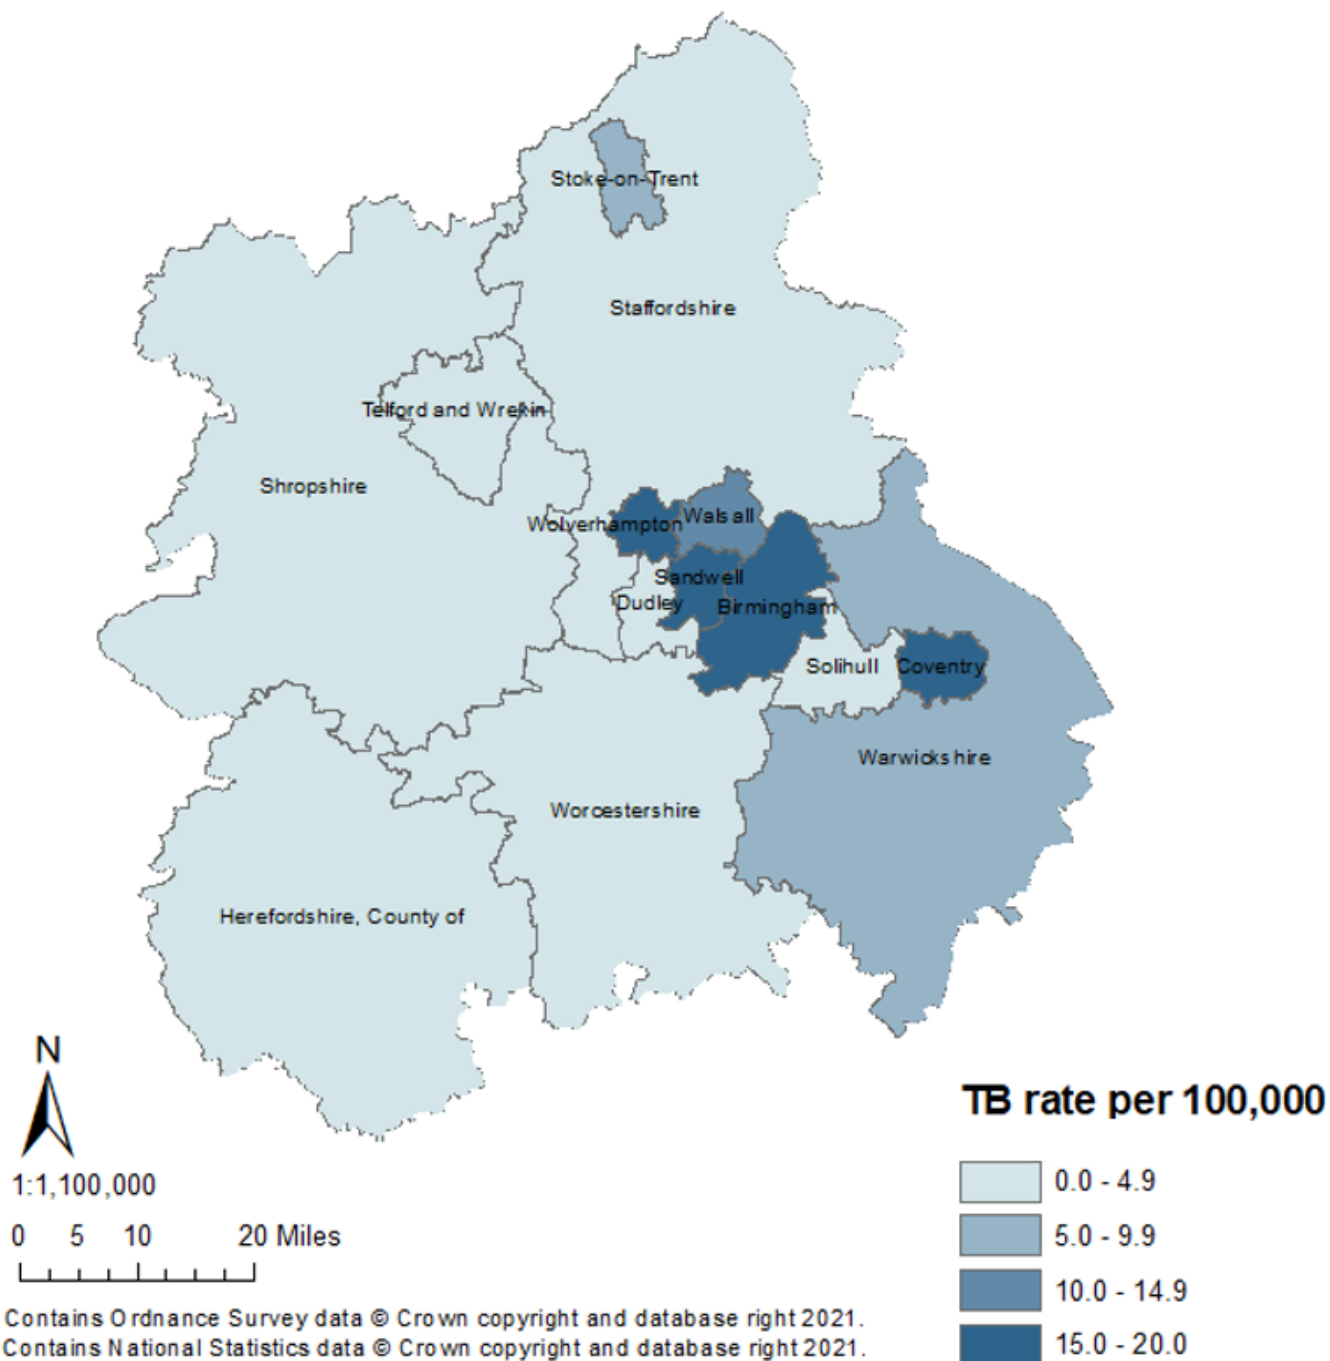 Stoke-on-Trent
Staffordshire
Telford and Wrekin
Shropshire
Wolverhampton
Walsall
Sandwell
Dudley
Birmingham
Solihull
Coventry
Warwickshire
Worcestershire
Herefordshire, County of
N
1:1,100,000
0 5 10 20 Miles
Contains Ordnance Survey data © Crown copyright and database right 2021.
Contains National Statistics data © Crown copyright and database right 2021.
TB rate per 100,000
0.0 - 4.9
5.0 - 9.9
10.0 - 14.9
15.0 - 20.0